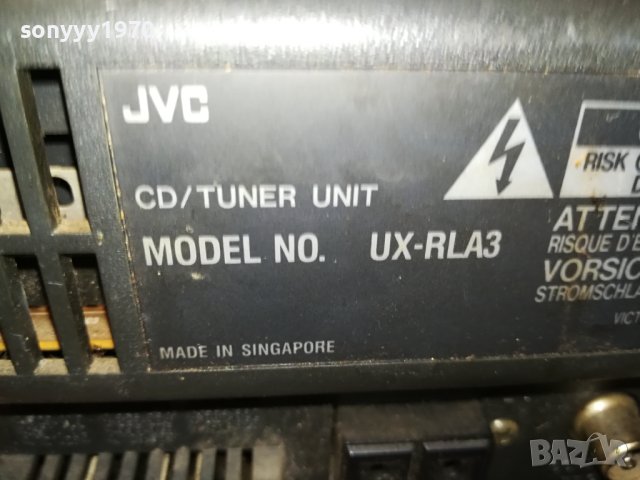 sonyyy1970
JVC
CD/TUNER UNIT
MODEL NO. UX-RLA3
MADE IN SINGAPORE
RISK
ATTEN
RISQUE D'É
VORSIC
STROMSCHLA
VICT
BAZAR